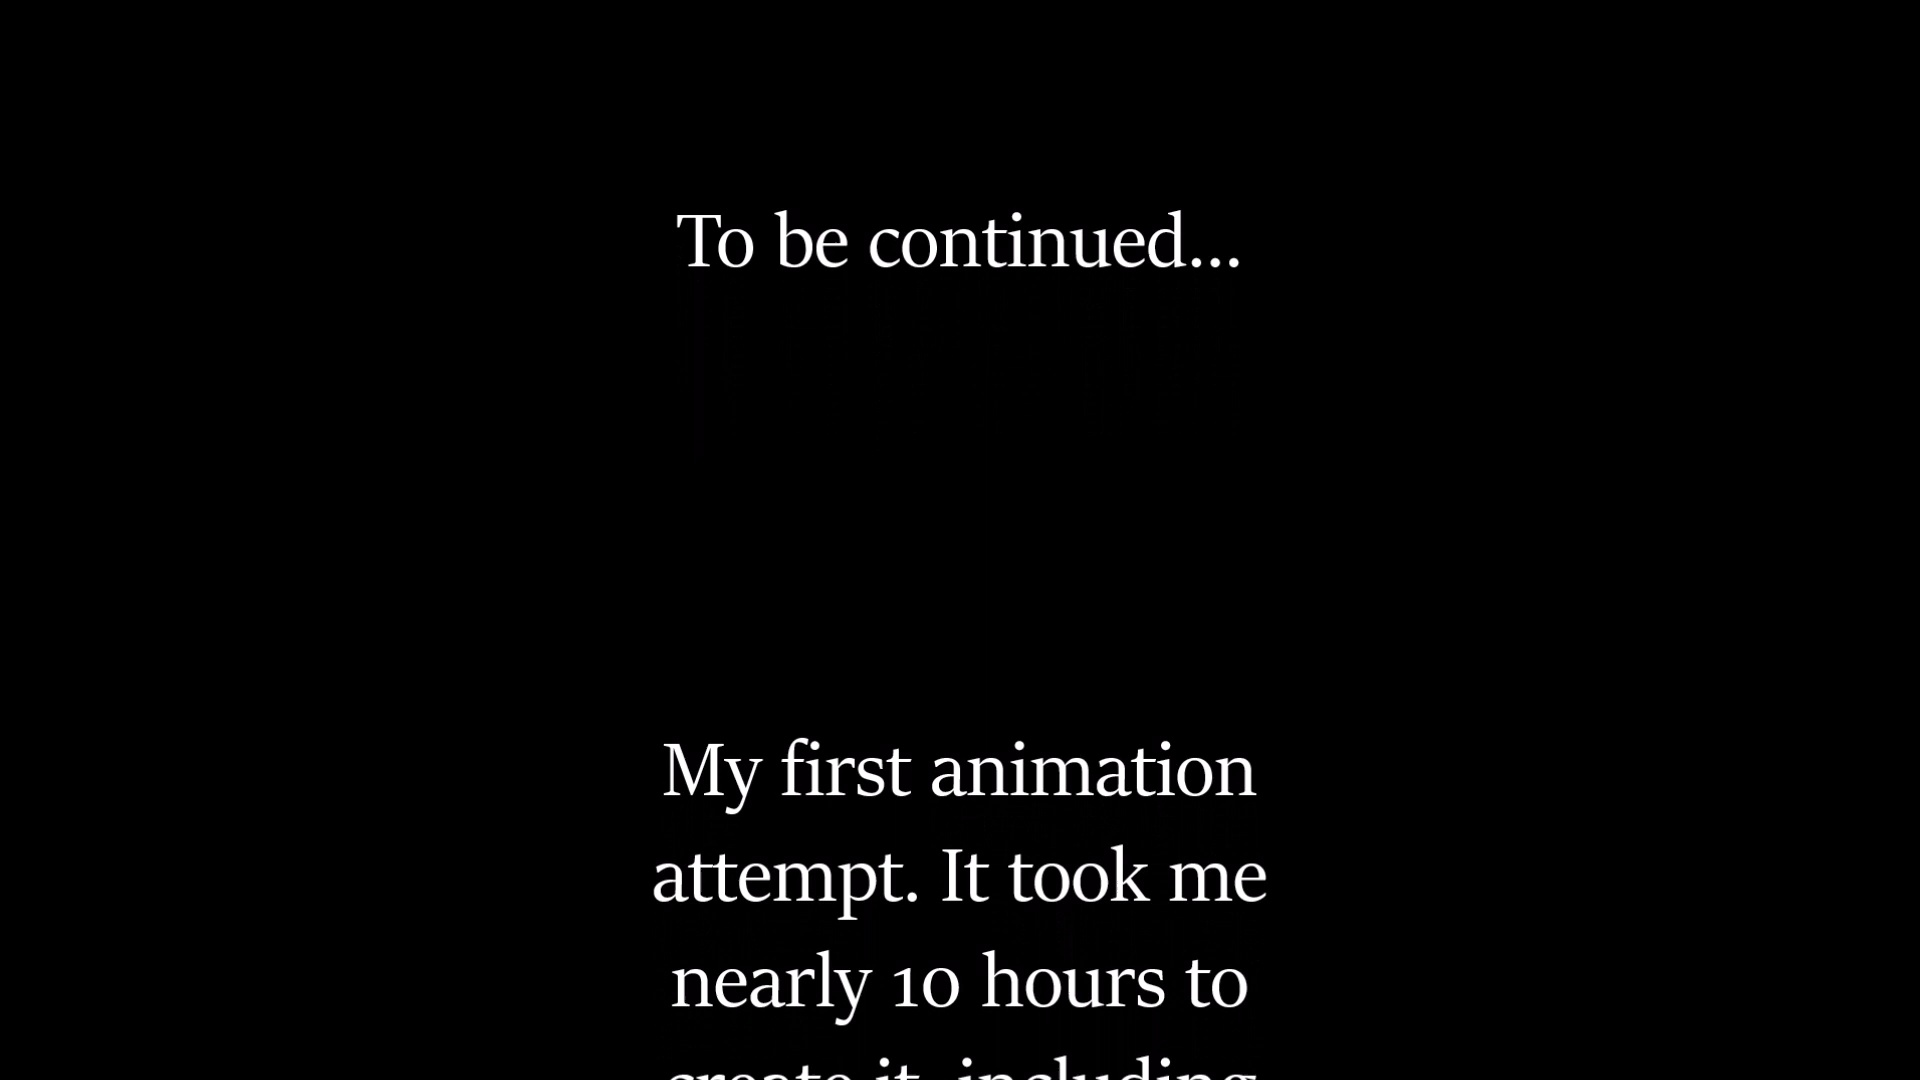 To be continued...
My first animation
attempt. It took me
nearly 10 hours to
create it, including